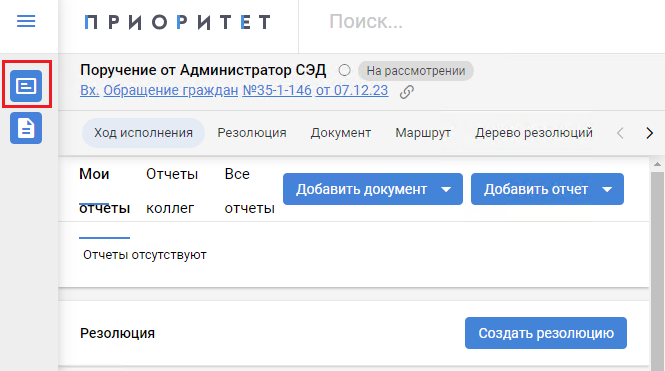 ПРИОРИТЕТ Поиск...
Поручение от Администратор СЭД На рассмотрении
Вх. Обращение граждан №35-1-146 от 07.12.23
Ход исполнения Резолюция Документ Маршрут Дерево резолюций
Мои отчеты Отчеты коллег Все отчеты Добавить документ Добавить отчет
Отчеты отсутствуют
Резолюция Создать резолюцию